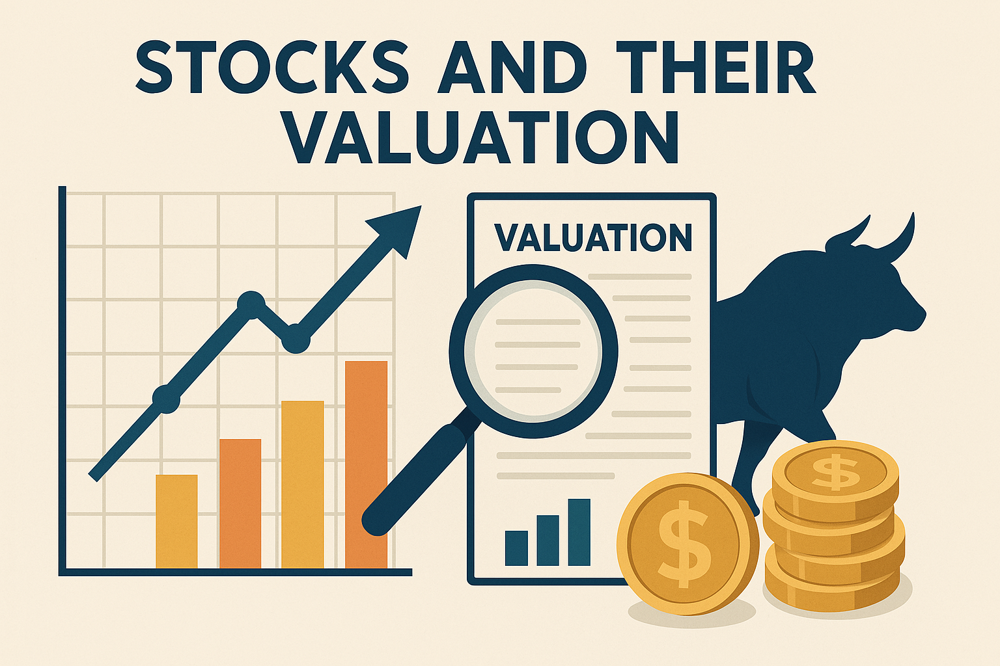 STOCKS AND THEIR
VALUATION
VALUATION
$
$